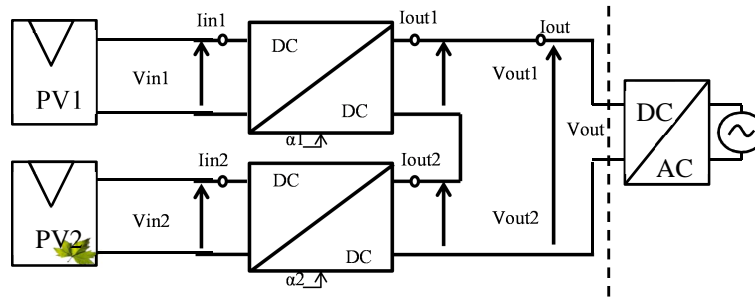 Iin1
Iout1
Iout
DC
Vin1
Vout1
PV1
DC
DC
α1
Vout
Iin2
Iout2
AC
DC
Vin2
Vout2
PV2
DC
α2